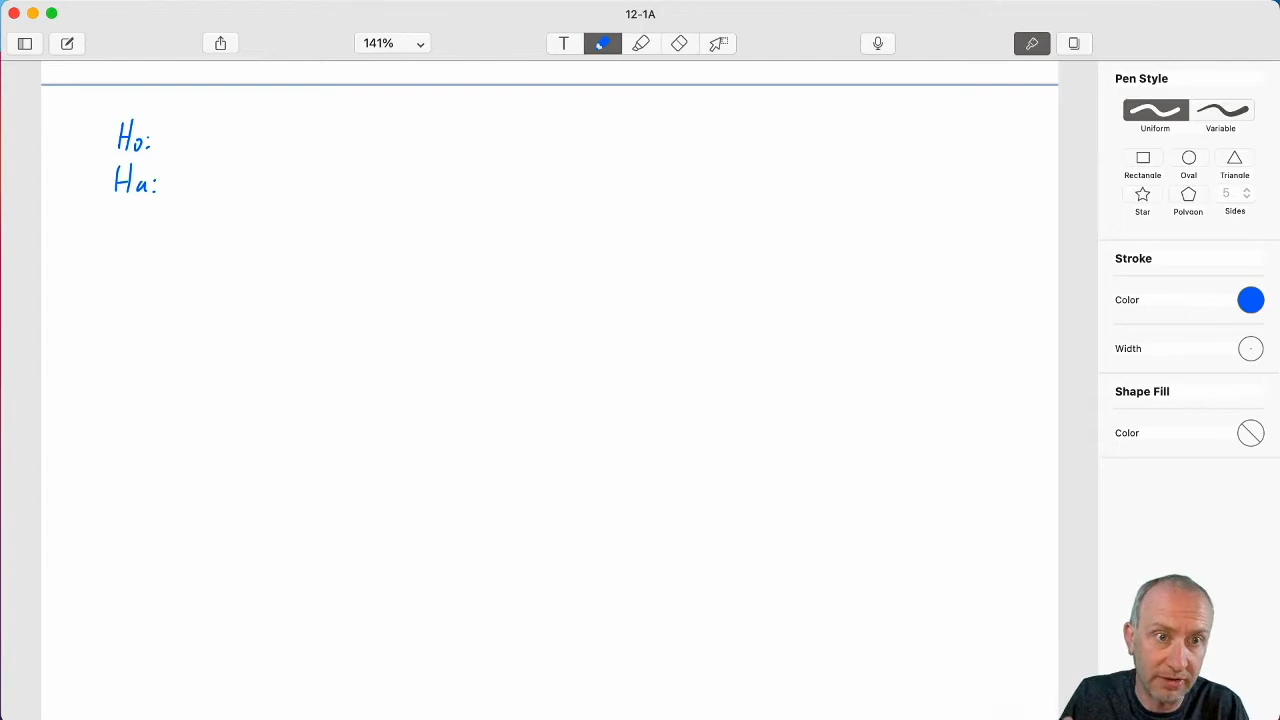 12-1A
141%
T
Pen Style
Uniform
Variable
Rectangle
Oval
Triangle
5
Star
Polygon
Sides
Stroke
Color
Width
Shape Fill
Color
Ho:
Ha: